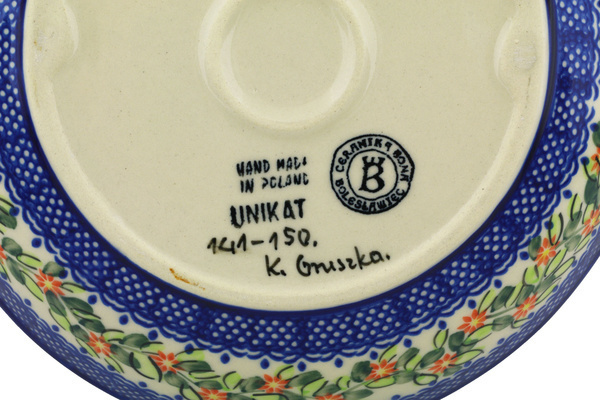 HAND MADE
IN POLAND
UNIKAT
141-150.
K. Gruszka.
CERAMIKA BONA
B
BOLESŁAWIEC